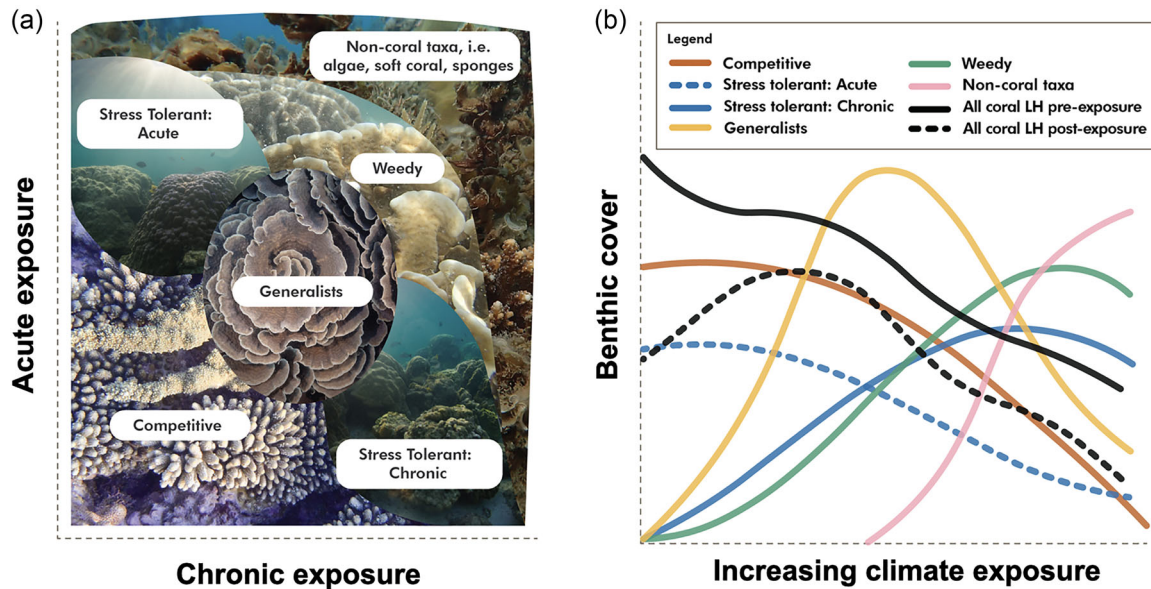 (a)
Non-coral taxa, i.e.
algae, soft coral, sponges
Stress Tolerant:
Acute
Weedy
Generalists
Competitive
Stress Tolerant:
Chronic
Acute exposure
Chronic exposure
(b)
Legend
Competitive
Stress tolerant: Acute
Stress tolerant: Chronic
Generalists
Weedy
Non-coral taxa
All coral LH pre-exposure
All coral LH post-exposure
Benthic cover
Increasing climate exposure